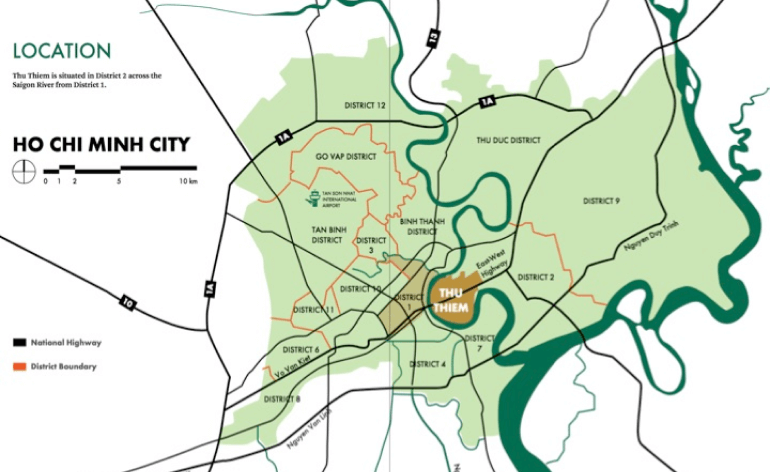 LOCATION
Thu Thiem is situated in District 2 across the
Saigon River from District 1.
HO CHI MINH CITY
0 1 2 5 10 km
13
1A
1A
DISTRICT 12
THU DUC DISTRICT
GO VAP DISTRICT
TAN SON NHAT
INTERNATIONAL
AIRPORT
DISTRICT 9
BINH THANH
DISTRICT
TAN BINH
DISTRICT
DISTRICT
3
Nguyen Duy Trinh
East-West
Highway
DISTRICT 2
1A
10
DISTRICT 10
DISTRICT
1
THU
THIEM
DISTRICT 11
National Highway
DISTRICT
7
DISTRICT 6
Vo Van Kiet
DISTRICT 4
District Boundary
DISTRICT 8
Nguyen Van Linh